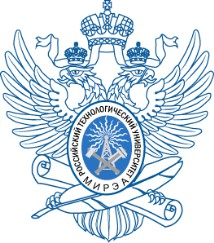 РОССИЙСКИЙ ТЕХНОЛОГИЧЕСКИЙ УНИВЕРСИТЕТ
МИРЭА